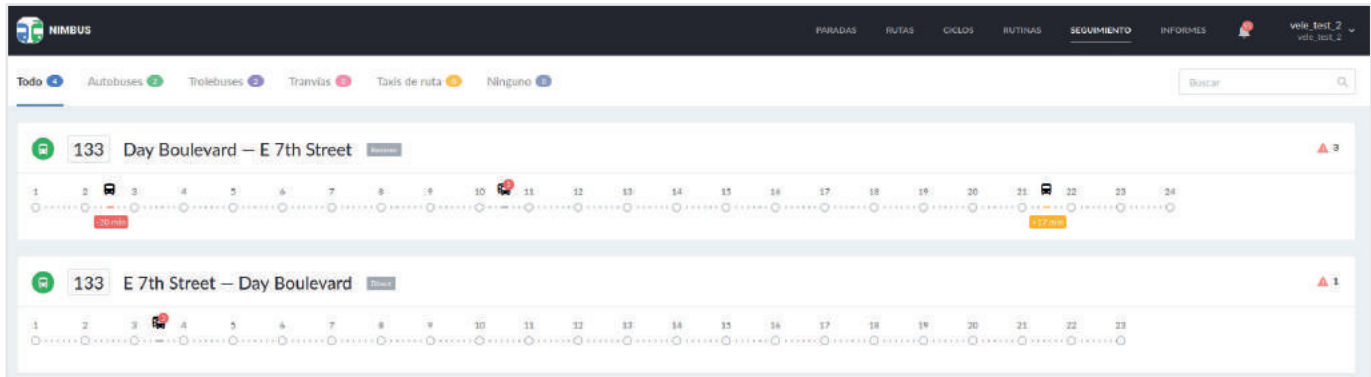 NIMBUS PARADAS RUTAS CICLOS RUTINAS SEGUIMIENTO INFORMES vele_test_2
vele_test_2
Todo 4 Autobuses 2 Trolebuses 2 Tranvías 0 Taxis de ruta 0 Ninguno 0 Buscar
133 Day Boulevard — E 7th Street 3
1 2 3 4 5 6 7 8 9 10 11 12 13 14 15 16 17 18 19 20 21 22 23 24
-20 min +17 min
133 E 7th Street — Day Boulevard Direct 1
1 2 3 4 5 6 7 8 9 10 11 12 13 14 15 16 17 18 19 20 21 22 23